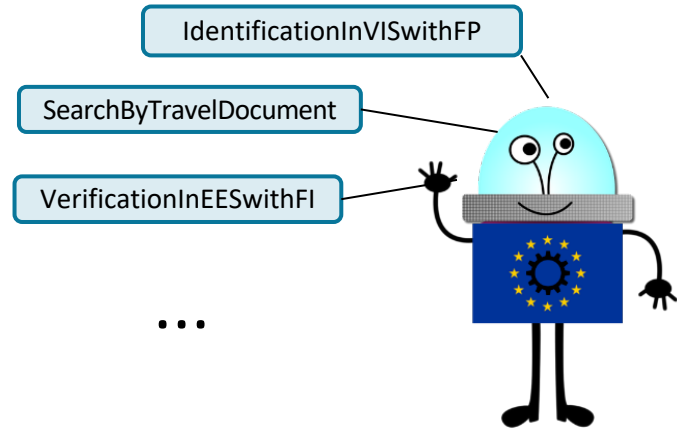 IdentificationInVISwithFP
SearchByTravelDocument
VerificationInEESwithFI
...